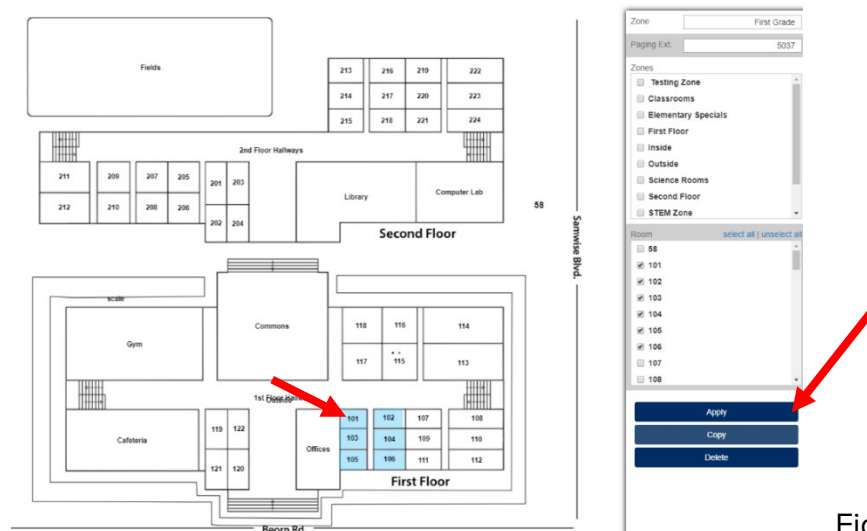 Fields
213 216 219 222
214 217 220 223
215 218 221 224
2nd Floor Hallways
211 209 207 205 201 203
212 210 208 206 202 204
Library
Computer Lab
58
Second Floor
Samwise Blvd.
scale
Gym
Commons
118 116 114
117 115 113
1st Floor
Outside
Cafeteria
119 122
121 120
Offices
101 102 107 108
103 104 109 110
105 106 111 112
First Floor
Beorn Rd
Zone First Grade
Paging Ext. 5037
Zones
Testing Zone
Classrooms
Elementary Specials
First Floor
Inside
Outside
Science Rooms
Second Floor
STEM Zone
Room select all | unselect all
58
101
102
103
104
105
106
107
108
Apply
Copy
Delete